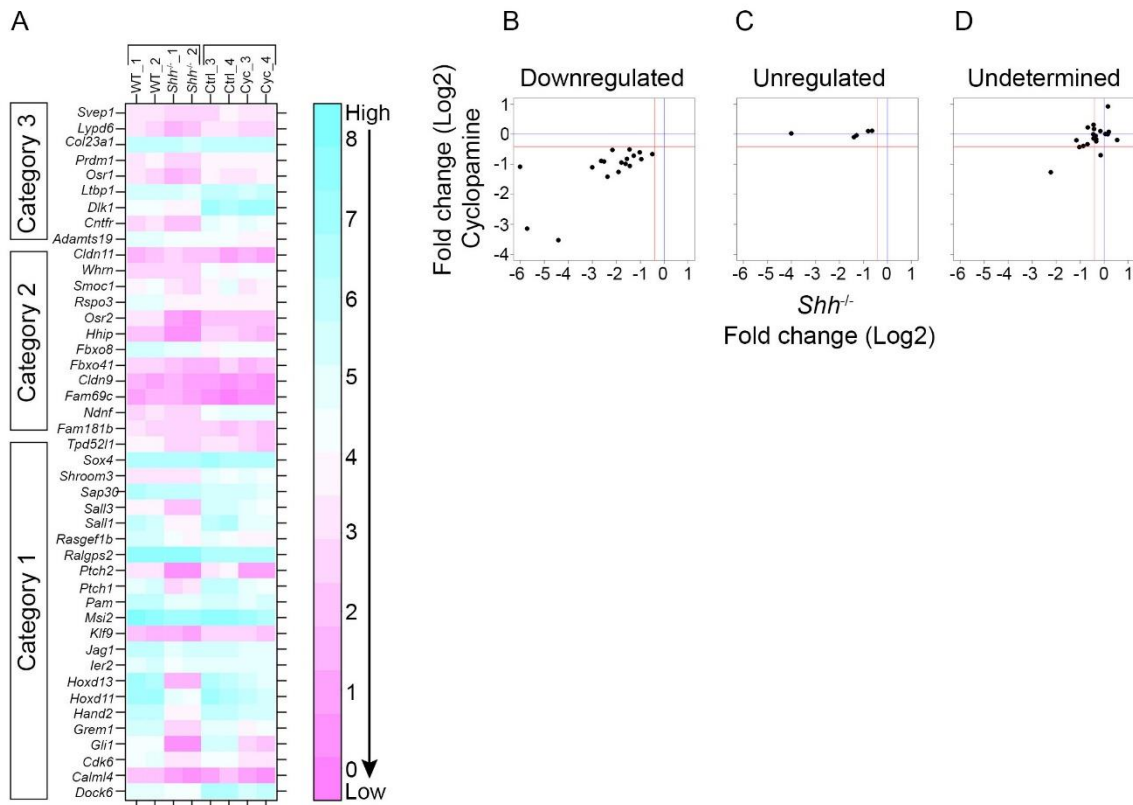 A
B
C
D
WT_1
WT_2
Shh-/-_1
Shh-/-_2
Ctrl_3
Ctrl_4
Cyc_3
Cyc_4
Category 3
Svep1
Lypd6
Col23a1
Prdm1
Osr1
Ltbp1
Dlk1
Cntfr
Adamts19
Category 2
Cldn11
Whrn
Smoc1
Rspo3
Osr2
Hhip
Fbxo8
Fbxo41
Cldn9
Fam69c
Ndnf
Fam181b
Category 1
Tpd52l1
Sox4
Shroom3
Sap30
Sall3
Sall1
Rasgef1b
Ralgps2
Ptch2
Ptch1
Pam
Msi2
Klf9
Jag1
Ier2
Hoxd13
Hoxd11
Hand2
Grem1
Gli1
Cdk6
Calml4
Dock6
High
8
7
6
5
4
3
2
1
0
Low
Downregulated
Unregulated
Undetermined
Fold change (Log2)
Cyclopamine
1
0
-1
-2
-3
-4
-6 -5 -4 -3 -2 -1 0 1
-6 -5 -4 -3 -2 -1 0 1
-6 -5 -4 -3 -2 -1 0 1
Shh-/-
Fold change (Log2)